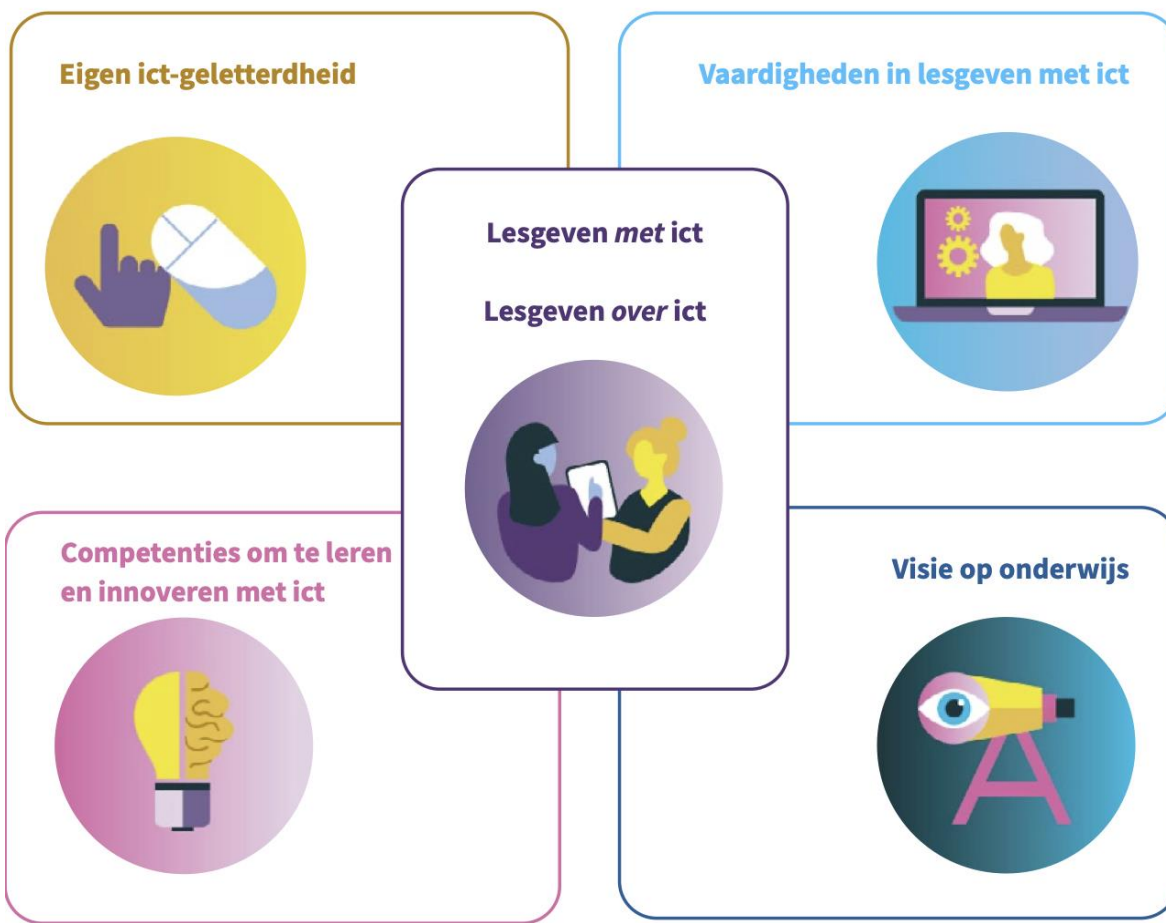 Eigen ict-geletterdheid
Vaardigheden in lesgeven met ict
Lesgeven met ict
Lesgeven over ict
Competenties om te leren
en innoveren met ict
Visie op onderwijs